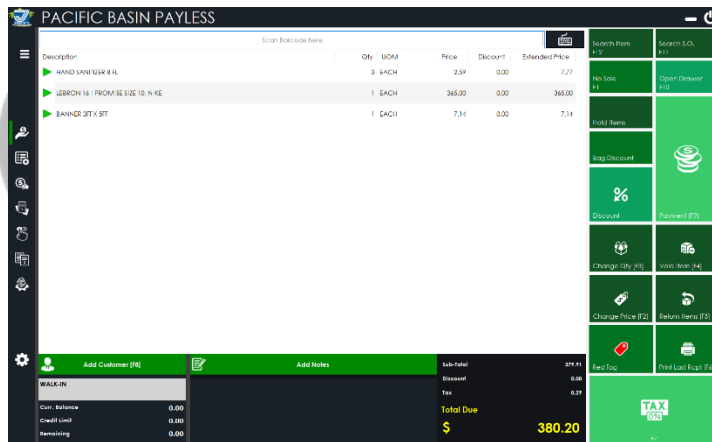 PACIFIC BASIN PAYLESS
Scan Barcode here
Description Qty UOM Price Discount Extended Price
HAND SANITIZER 8 FL 3 EACH 2.59 0.00 7.77
LEBRON 16 I PROMISE SIZE 10, NIKE 1 EACH 365.00 0.00 365.00
BANNER 3FT X 5FT 1 EACH 7.14 0.00 7.14
Search Item
F12
Search S.O.
F11
No Sale
F1
Open Drawer
F10
Hold Items
Bag Discount
Discount
Payment [F9]
Change Qty [F3]
Void Item [F4]
Change Price [F2]
Return Items [F5]
Red Tag
Print Last Rcpt [F6
TAX
0%
Add Customer [F8]
Add Notes
WALK-IN
Curr. Balance 0.00
Credit Limit 0.00
Remaining 0.00
Sub-Total 379.91
Discount 0.00
Tax 0.29
Total Due
$ 380.20